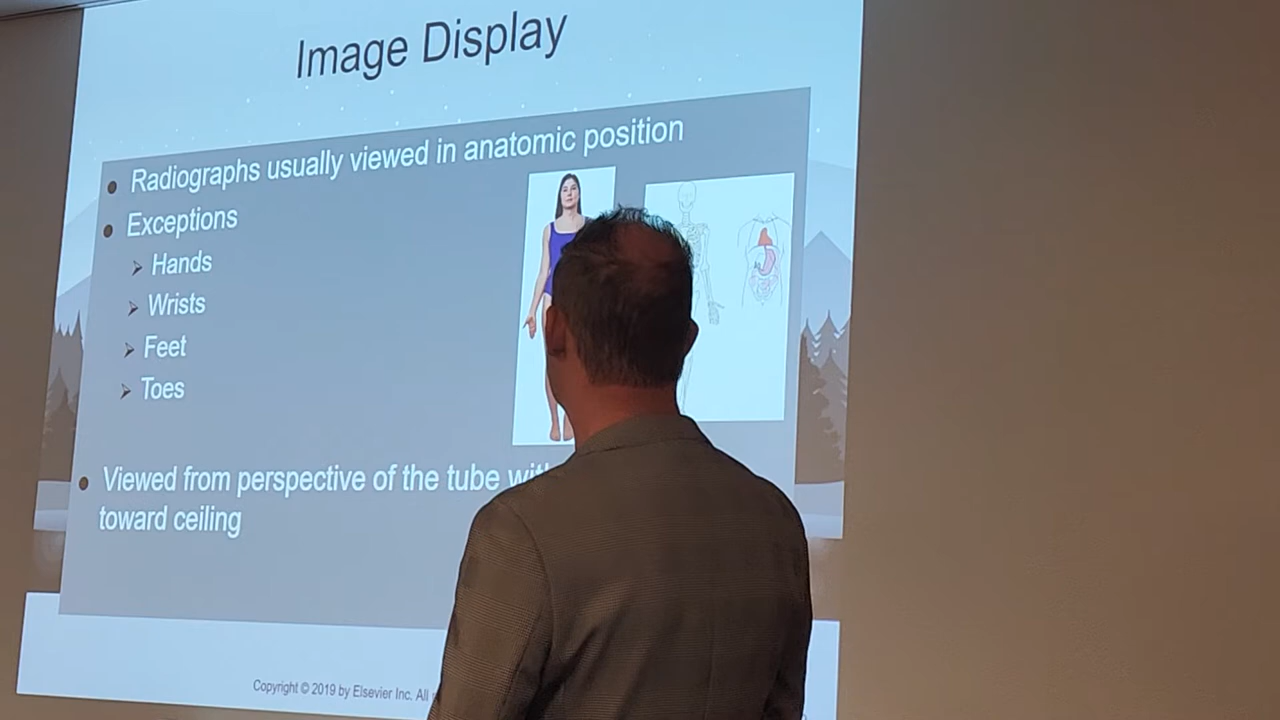 Image Display
Radiographs usually viewed in anatomic position
Exceptions
Hands
Wrists
Feet
Toes
Viewed from perspective of the tube
toward ceiling
Copyright © 2019 by Elsevier Inc. All